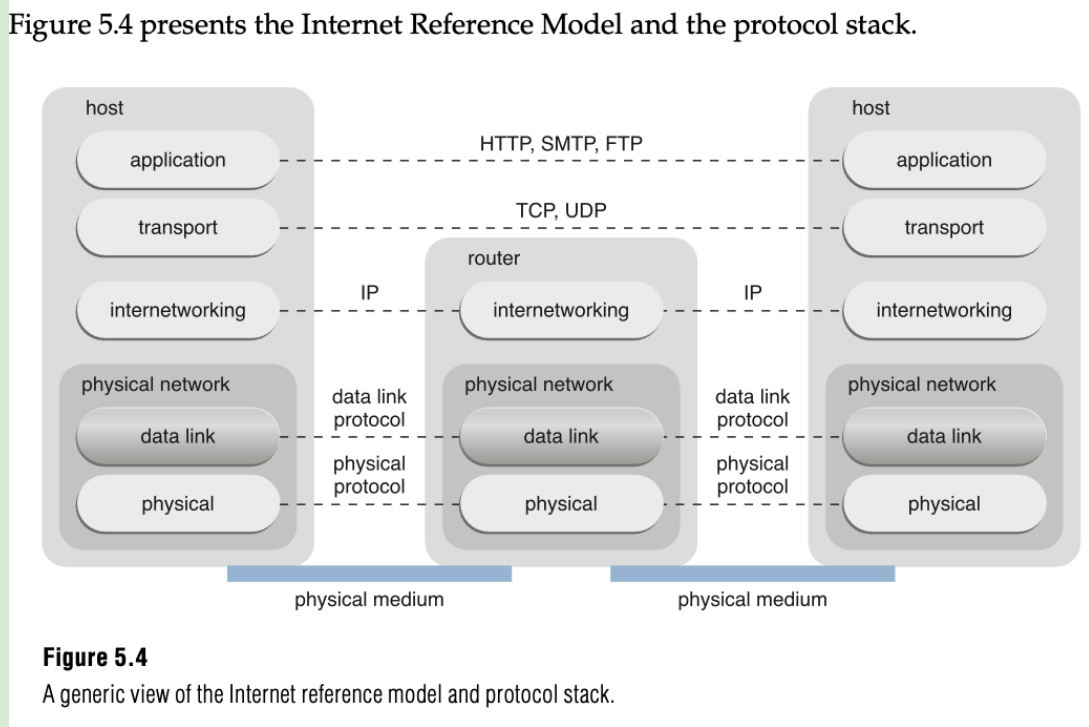 Figure 5.4 presents the Internet Reference Model and the protocol stack.
host
host
HTTP, SMTP, FTP
application
application
TCP, UDP
transport
transport
router
IP
IP
internetworking
internetworking
internetworking
physical network
physical network
physical network
data link
protocol
data link
protocol
data link
data link
data link
physical
protocol
physical
protocol
physical
physical
physical
physical medium
physical medium
Figure 5.4
A generic view of the Internet reference model and protocol stack.